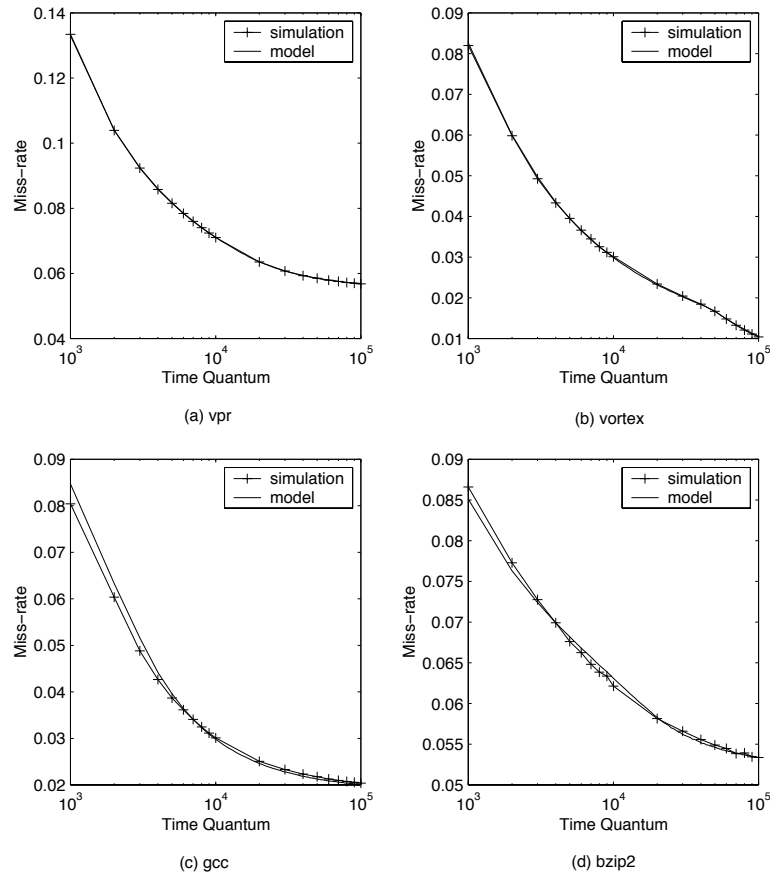 0.14
0.12
0.1
0.08
0.06
0.04
Miss-rate
simulation
model
10^3
10^4
10^5
Time Quantum
(a) vpr
0.09
0.08
0.07
0.06
0.05
0.04
0.03
0.02
0.01
Miss-rate
simulation
model
10^3
10^4
10^5
Time Quantum
(b) vortex
0.09
0.08
0.07
0.06
0.05
0.04
0.03
0.02
Miss-rate
simulation
model
10^3
10^4
10^5
Time Quantum
(c) gcc
0.09
0.085
0.08
0.075
0.07
0.065
0.06
0.055
0.05
Miss-rate
simulation
model
10^3
10^4
10^5
Time Quantum
(d) bzip2